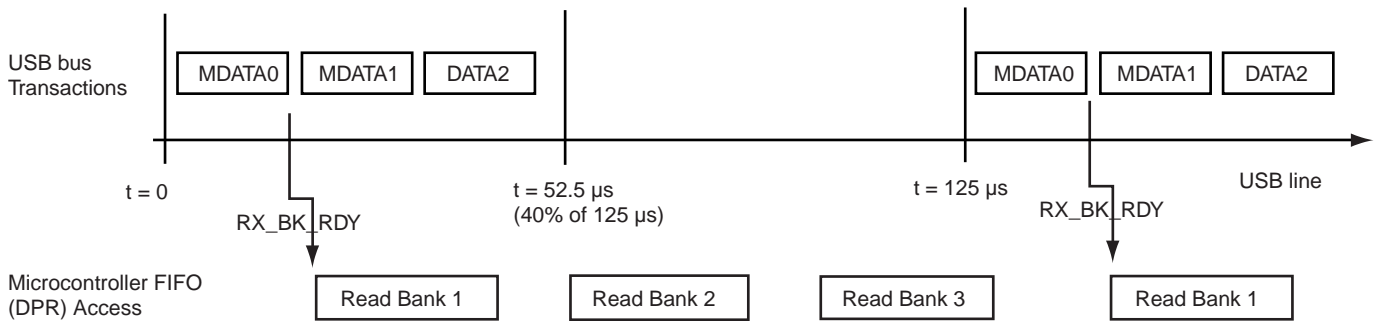 USB bus
Transactions
MDATA0
MDATA1
DATA2
MDATA0
MDATA1
DATA2
t = 0
t = 52.5 µs
(40% of 125 µs)
t = 125 µs
USB line
RX_BK_RDY
RX_BK_RDY
Microcontroller FIFO
(DPR) Access
Read Bank 1
Read Bank 2
Read Bank 3
Read Bank 1